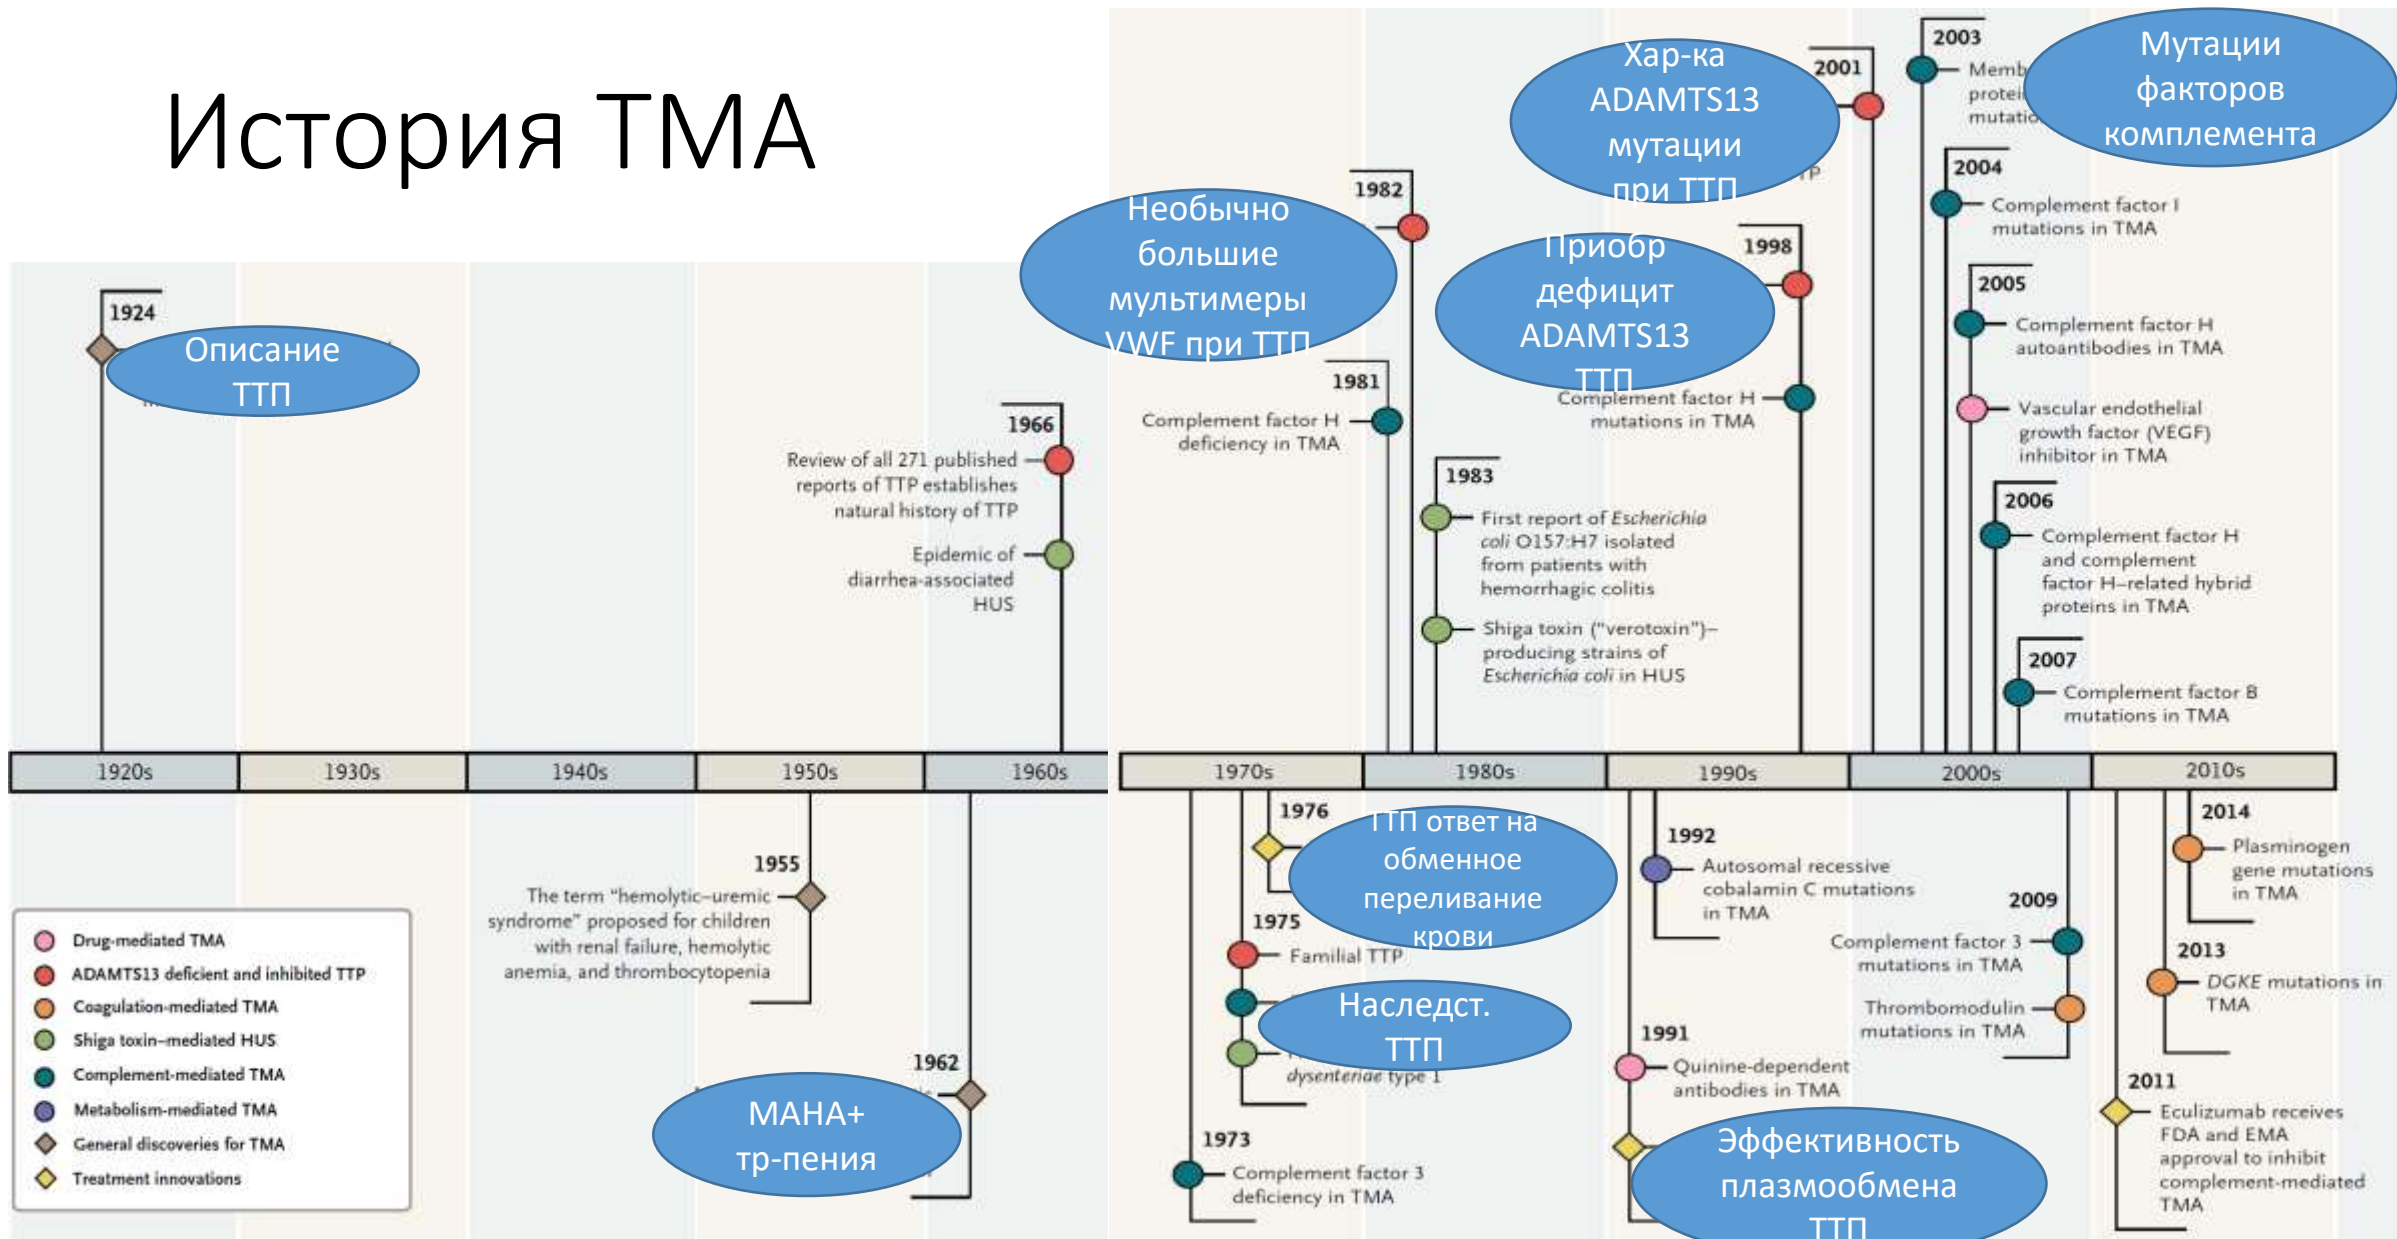 История ТМА
1924
Описание
ТТП
1966
Review of all 271 published
reports of TTP establishes
natural history of TTP
Epidemic of
diarrhea-associated
HUS
1920s
1930s
1940s
1950s
1960s
1955
The term “hemolytic–uremic
syndrome” proposed for children
with renal failure, hemolytic
anemia, and thrombocytopenia
1962
МАНА+
тр-пения
Drug-mediated TMA
ADAMTS13 deficient and inhibited TTP
Coagulation-mediated TMA
Shiga toxin–mediated HUS
Complement-mediated TMA
Metabolism-mediated TMA
General discoveries for TMA
Treatment innovations
1982
Необычно
большие
мультимеры
VWF при ТТП
1981
Complement factor H
deficiency in TMA
1983
First report of Escherichia
coli O157:H7 isolated
from patients with
hemorrhagic colitis
Shiga toxin (“verotoxin”)–
producing strains of
Escherichia coli in HUS
2001
Хар-ка
ADAMTS13
мутации
при ТТП
1998
Приобр
дефицит
ADAMTS13
ТТП
Complement factor H
mutations in TMA
2003
Мутации
факторов
комплемента
2004
Complement factor I
mutations in TMA
2005
Complement factor H
autoantibodies in TMA
Vascular endothelial
growth factor (VEGF)
inhibitor in TMA
2006
Complement factor H
and complement
factor H–related hybrid
proteins in TMA
2007
Complement factor B
mutations in TMA
1970s
1980s
1990s
2000s
2010s
1976
ТТП ответ на
обменное
переливание
крови
1975
Familial TTP
Наследст.
ТТП
dysenteriae type 1
1973
Complement factor 3
deficiency in TMA
1992
Autosomal recessive
cobalamin C mutations
in TMA
1991
Quinine-dependent
antibodies in TMA
Эффективность
плазмообмена
ТТП
2009
Complement factor 3
mutations in TMA
Thrombomodulin
mutations in TMA
2014
Plasminogen
gene mutations
in TMA
2013
DGKE mutations in
TMA
2011
Eculizumab receives
FDA and EMA
approval to inhibit
complement-mediated
TMA